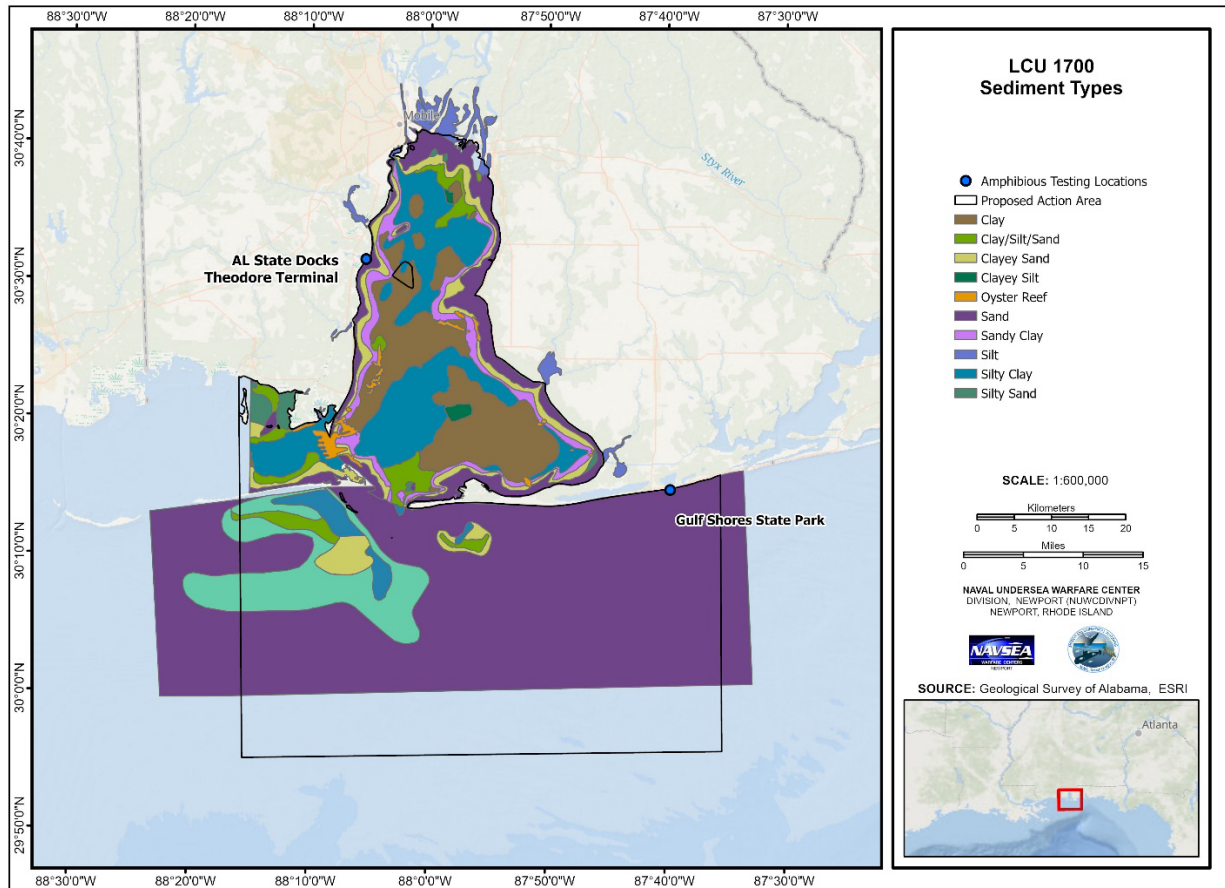 88°30'0"W 88°20'0"W 88°10'0"W 88°0'0"W 87°50'0"W 87°40'0"W 87°30'0"W
30°40'0"N
30°30'0"N
30°20'0"N
30°10'0"N
30°0'0"N
29°50'0"N
Mobile
Styx River
AL State Docks
Theodore Terminal
Gulf Shores State Park
88°30'0"W 88°20'0"W 88°10'0"W 88°0'0"W 87°50'0"W 87°40'0"W 87°30'0"W
LCU 1700
Sediment Types
Amphibious Testing Locations
Proposed Action Area
Clay
Clay/Silt/Sand
Clayey Sand
Clayey Silt
Oyster Reef
Sand
Sandy Clay
Silt
Silty Clay
Silty Sand
SCALE: 1:600,000
Kilometers
0 5 10 15 20
Miles
0 5 10 15
NAVAL UNDERSEA WARFARE CENTER
DIVISION, NEWPORT (NUWCDIVNPT)
NEWPORT, RHODE ISLAND
NAVSEA
WARFARE CENTERS
NEWPORT
SOURCE: Geological Survey of Alabama, ESRI
Atlanta